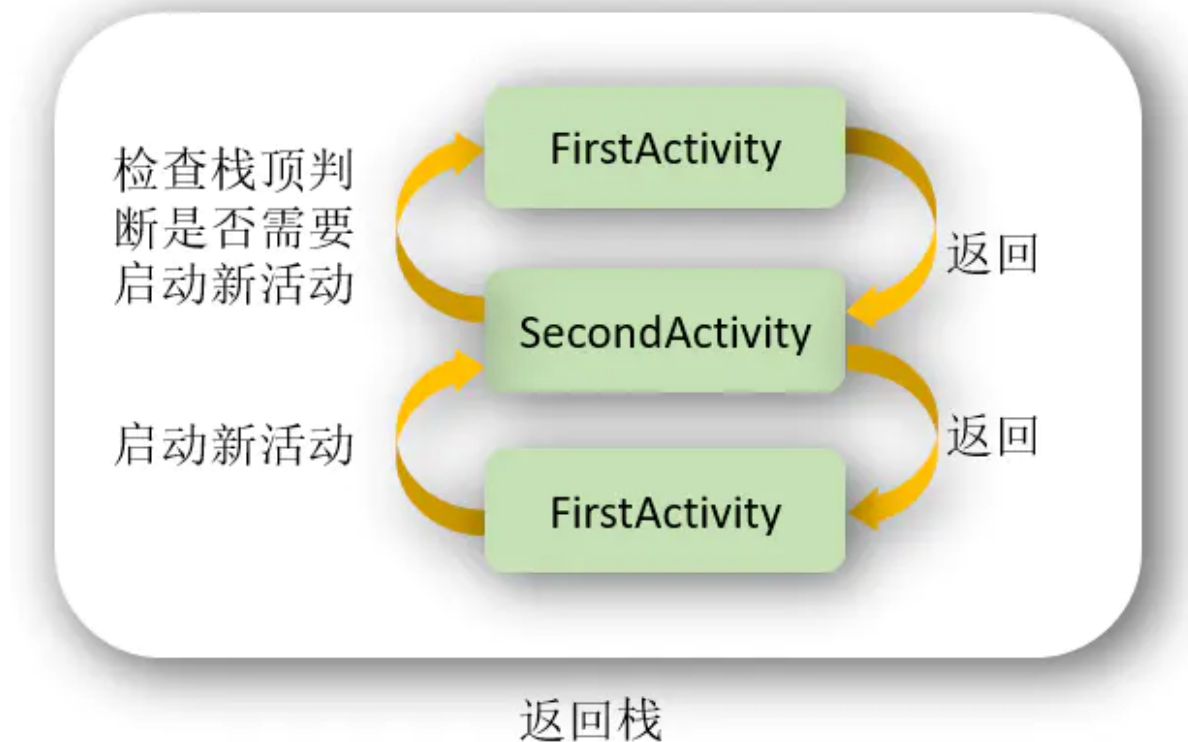 FirstActivity
检查栈顶判
断是否需要
启动新活动
返回
SecondActivity
启动新活动
返回
FirstActivity
返回栈